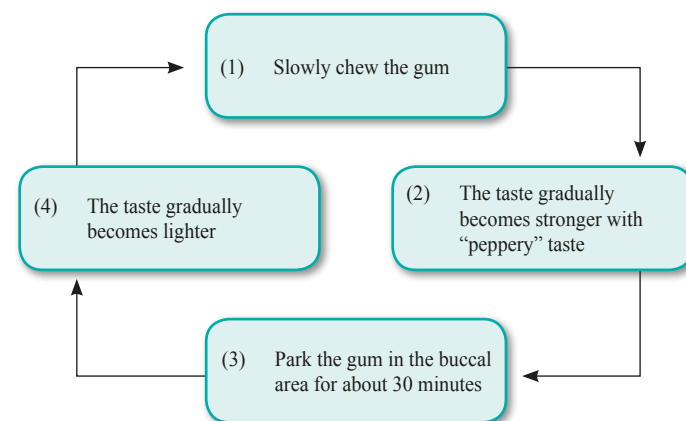 (1) Slowly chew the gum
(2) The taste gradually
becomes stronger with
“peppery” taste
(3) Park the gum in the buccal
area for about 30 minutes
(4) The taste gradually
becomes lighter